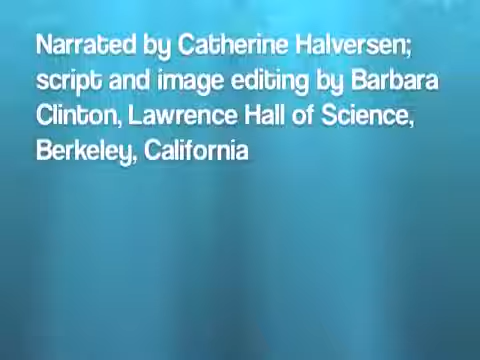 Narrated by Catherine Halversen;
script and image editing by Barbara
Clinton, Lawrence Hall of Science,
Berkeley, California